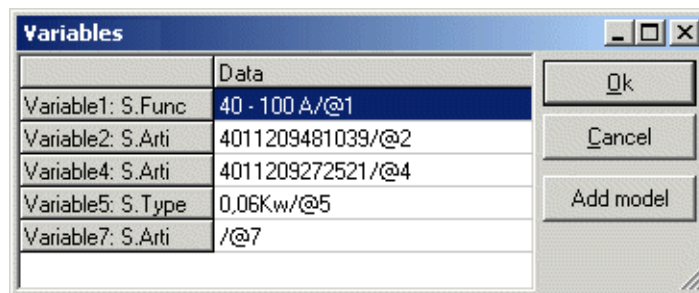 Variables
Data
Ok
Variable1: S.Func 40 - 100 A/@1
Variable2: S.Arti 4011209481039/@2
Cancel
Variable4: S.Arti 4011209272521/@4
Variable5: S.Type 0,06Kw/@5
Add model
Variable7: S.Arti /@7